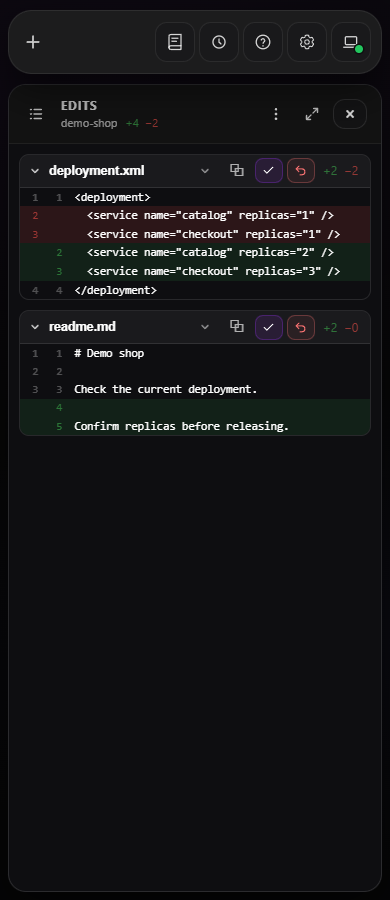 EDITS
demo-shop +4 −2
deployment.xml +2 −2
1 1 <deployment>
2 <service name="catalog" replicas="1" />
3 <service name="checkout" replicas="1" />
2 <service name="catalog" replicas="2" />
3 <service name="checkout" replicas="3" />
4 4 </deployment>
readme.md +2 −0
1 1 # Demo shop
2 2
3 3 Check the current deployment.
4
5 Confirm replicas before releasing.